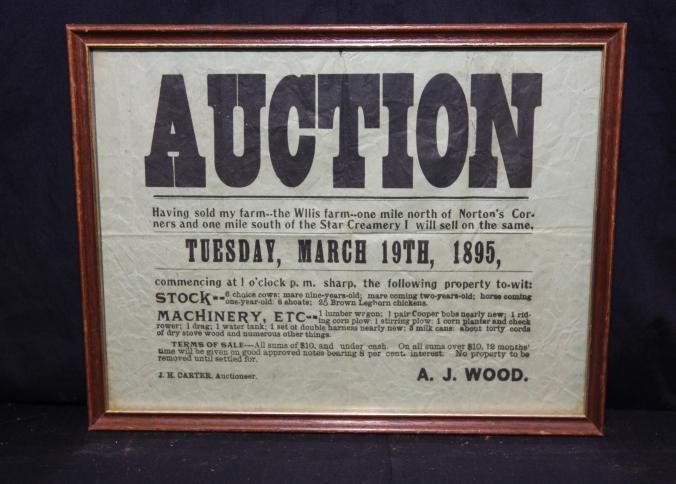 AUCTION
Having sold my farm--the Wllis farm--one mile north of Norton's Cor-
ners and one mile south of the Star Creamery I will sell on the same,
TUESDAY, MARCH 19TH, 1895,
commencing at 1 o'clock p. m. sharp, the following property to-wit:
STOCK--6 choice cows; mare nine-years-old; mare coming two-years-old; horse coming
one-year-old; 6 shoats; 25 Brown Leghorn chickens.
MACHINERY, ETC--1 lumber wagon; 1 pair Cooper bobs nearly new; 1 rid-
ing corn plow; 1 stirring plow; 1 corn planter and check
rower; 1 drag; 1 water tank; 1 set of double harness nearly new; 3 milk cans; about forty cords
of dry stove wood and numerous other things.
TERMS OF SALE--All sums of $10, and under cash. On all sums over $10, 12 months'
time will be given on good approved notes bearing 8 per cent. interest. No property to be
removed until settled for.
J. H. CARTER, Auctioneer.
A. J. WOOD.